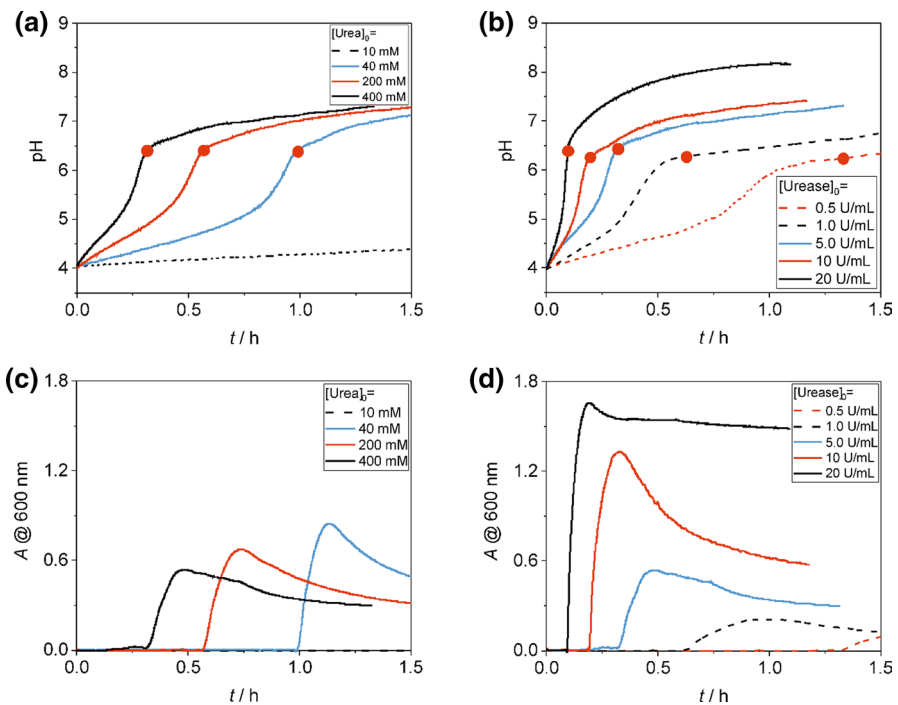 (a)
[Urea]0=
10 mM
40 mM
200 mM
400 mM
9
8
7
6
5
4
pH
0.0
0.5
1.0
1.5
t / h
(b)
9
8
7
6
5
4
pH
[Urease]0=
0.5 U/mL
1.0 U/mL
5.0 U/mL
10 U/mL
20 U/mL
0.0
0.5
1.0
1.5
t / h
(c)
1.8
1.2
0.6
0.0
A @ 600 nm
[Urea]0=
10 mM
40 mM
200 mM
400 mM
0.0
0.5
1.0
1.5
t / h
(d)
1.8
1.2
0.6
0.0
A @ 600 nm
[Urease]0=
0.5 U/mL
1.0 U/mL
5.0 U/mL
10 U/mL
20 U/mL
0.0
0.5
1.0
1.5
t / h